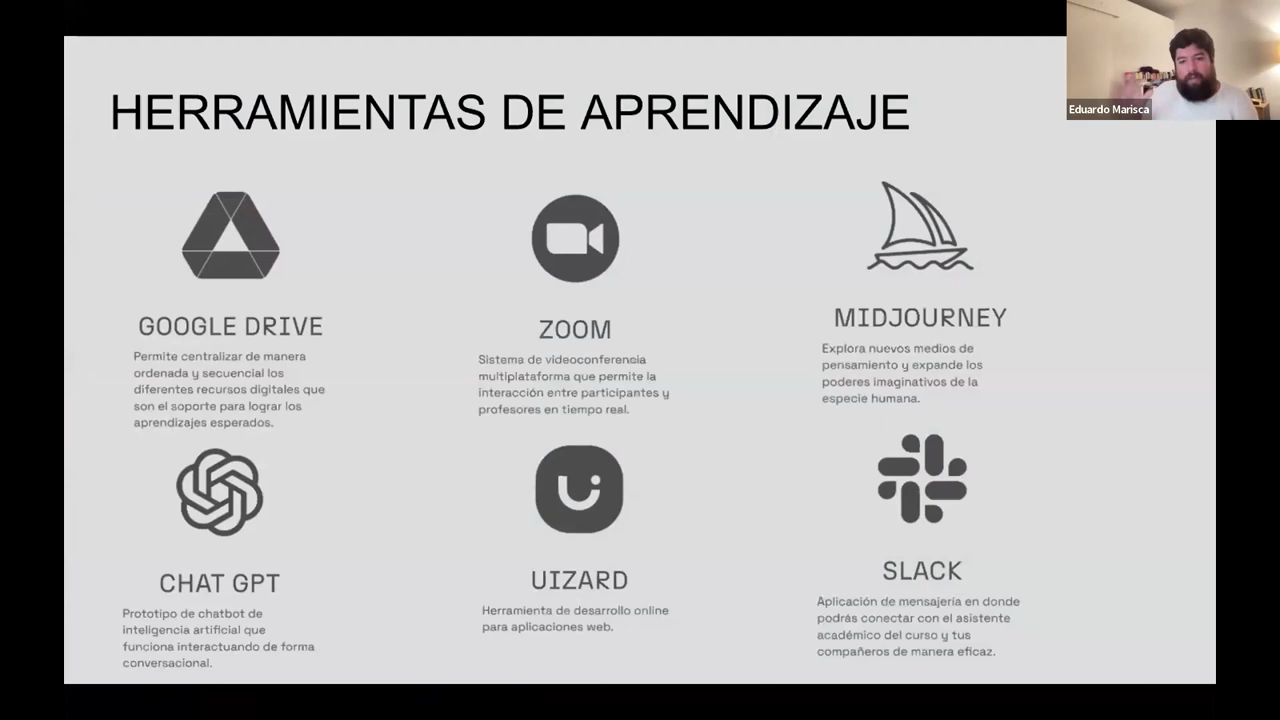 Eduardo Marisca
HERRAMIENTAS DE APRENDIZAJE
GOOGLE DRIVE
Permite centralizar de manera
ordenada y secuencial los
diferentes recursos digitales que
son el soporte para lograr los
aprendizajes esperados.
ZOOM
Sistema de videoconferencia
multiplataforma que permite la
interacción entre participantes y
profesores en tiempo real.
MIDJOURNEY
Explora nuevos medios de
pensamiento y expande los
poderes imaginativos de la
especie humana.
CHAT GPT
Prototipo de chatbot de
inteligencia artificial que
funciona interactuando de forma
conversacional.
UIZARD
Herramienta de desarrollo online
para aplicaciones web.
SLACK
Aplicación de mensajería en donde
podrás conectar con el asistente
académico del curso y tus
compañeros de manera eficaz.